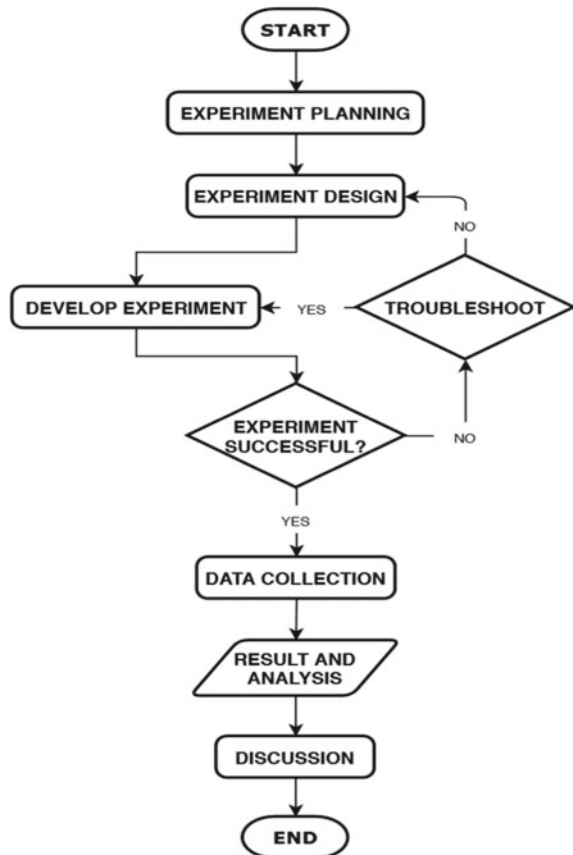 START
EXPERIMENT PLANNING
EXPERIMENT DESIGN
NO
DEVELOP EXPERIMENT
YES
TROUBLESHOOT
EXPERIMENT
SUCCESSFUL?
NO
YES
DATA COLLECTION
RESULT AND
ANALYSIS
DISCUSSION
END